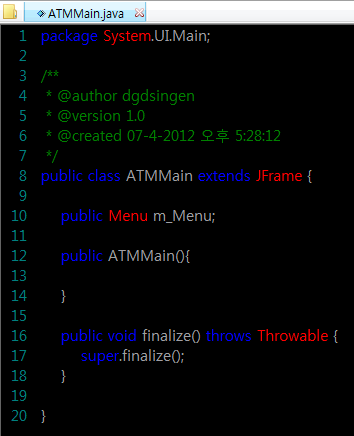 ATMMain.java
1 package System.UI.Main;
2
3 /**
4 * @author dgdsingen
5 * @version 1.0
6 * @created 07-4-2012 오후 5:28:12
7 */
8 public class ATMMain extends JFrame {
9
10 public Menu m_Menu;
11
12 public ATMMain(){
13
14 }
15
16 public void finalize() throws Throwable {
17 super.finalize();
18 }
19
20 }